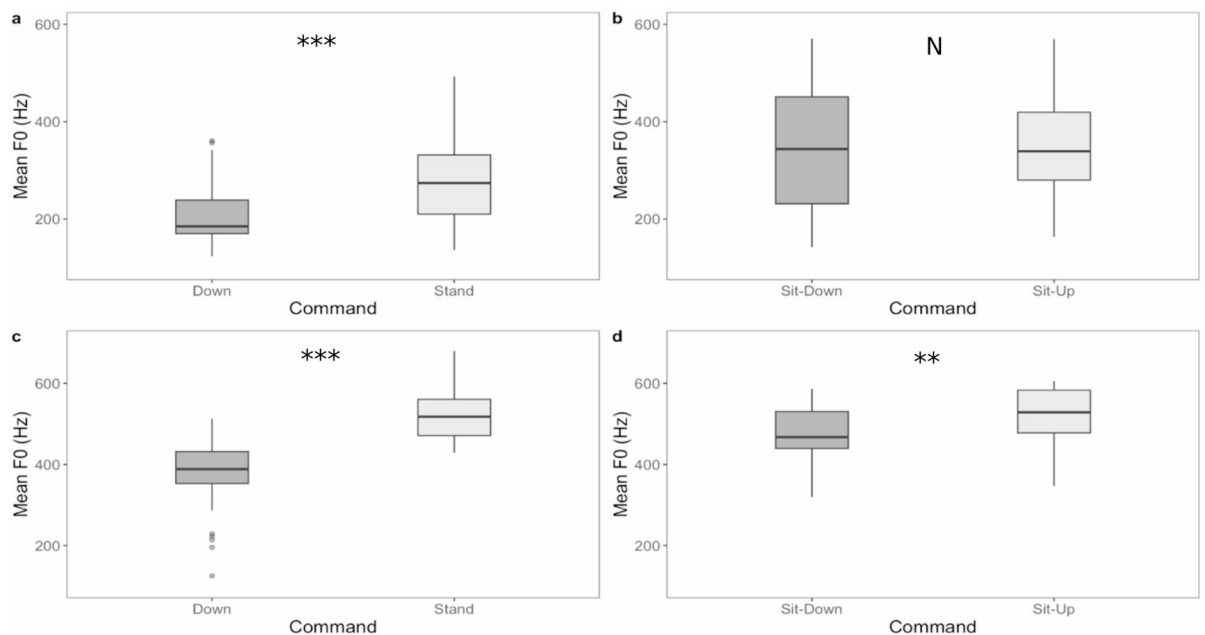 a
***
600
400
200
Mean F0 (Hz)
Down
Stand
Command
b
N
600
400
200
Mean F0 (Hz)
Sit-Down
Sit-Up
Command
c
***
600
400
200
Mean F0 (Hz)
Down
Stand
Command
d
**
600
400
200
Mean F0 (Hz)
Sit-Down
Sit-Up
Command